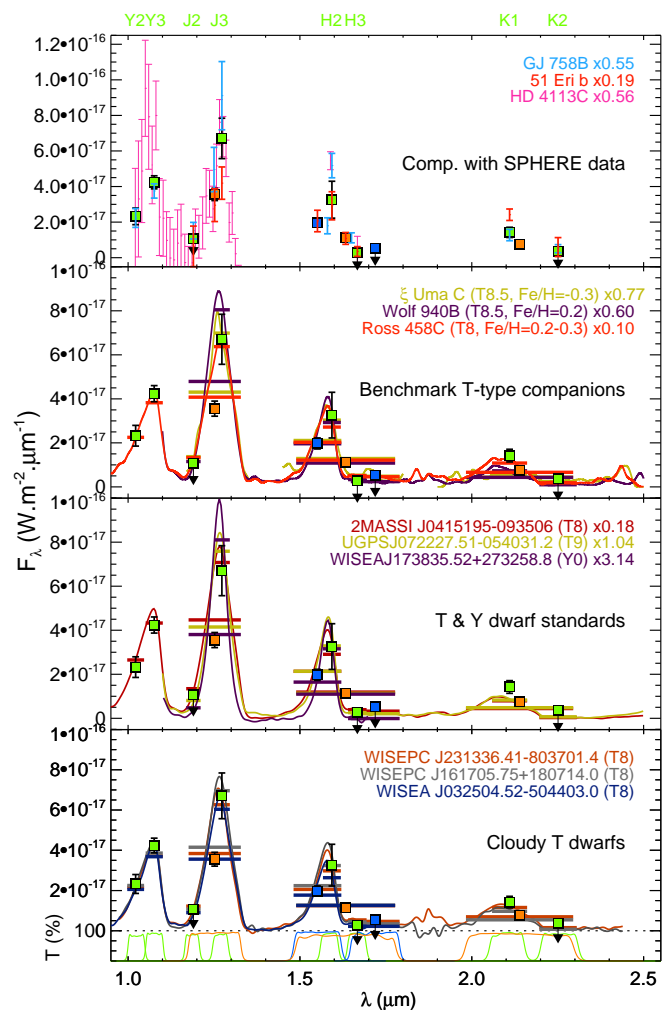 Y2 Y3 J2 J3 H2 H3 K1 K2
1.2•10⁻¹⁶
1•10⁻¹⁶
8.0•10⁻¹⁷
6.0•10⁻¹⁷
4.0•10⁻¹⁷
2.0•10⁻¹⁷
0
GJ 758B x0.55
51 Eri b x0.19
HD 4113C x0.56
Comp. with SPHERE data
1•10⁻¹⁶
8•10⁻¹⁷
6•10⁻¹⁷
4•10⁻¹⁷
2•10⁻¹⁷
0
ξ Uma C (T8.5, Fe/H=-0.3) x0.77
Wolf 940B (T8.5, Fe/H=0.2) x0.60
Ross 458C (T8, Fe/H=0.2-0.3) x0.10
Benchmark T-type companions
Fλ (W.m⁻².μm⁻¹)
1•10⁻¹⁶
8•10⁻¹⁷
6•10⁻¹⁷
4•10⁻¹⁷
2•10⁻¹⁷
0
2MASSI J0415195-093506 (T8) x0.18
UGPSJ072227.51-054031.2 (T9) x1.04
WISEAJ173835.52+273258.8 (Y0) x3.14
T & Y dwarf standards
1•10⁻¹⁶
8•10⁻¹⁷
6•10⁻¹⁷
4•10⁻¹⁷
2•10⁻¹⁷
WISEPC J231336.41-803701.4 (T8)
WISEPC J161705.75+180714.0 (T8)
WISEA J032504.52-504403.0 (T8)
Cloudy T dwarfs
T (%)
100
1.0 1.5 2.0 2.5
λ (μm)